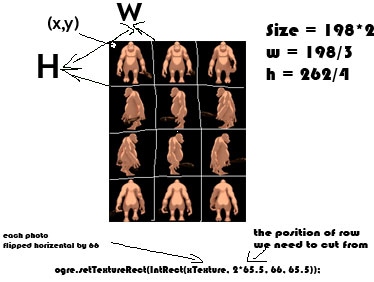 W
(x,y)
H
Size = 198*2
w = 198/3
h = 262/4
each photo
flipped horizental by 66
the position of row
we need to cut from
ogre.setTextureRect(IntRect(xTexture, 2*65.5, 66, 65.5));